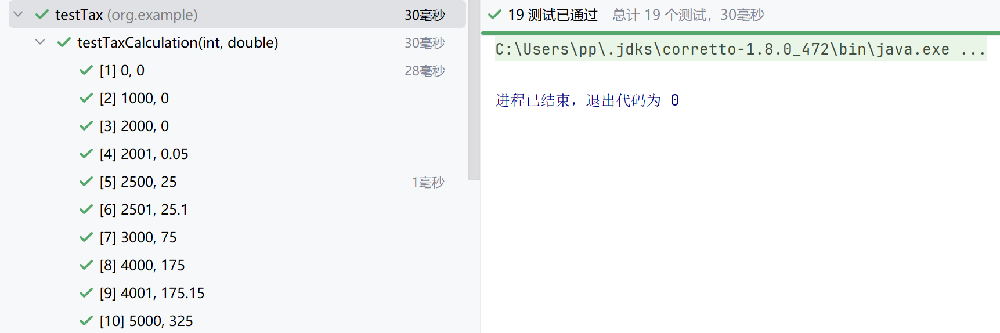 testTax (org.example) 30毫秒
testTaxCalculation(int, double) 30毫秒
[1] 0, 0 28毫秒
[2] 1000, 0
[3] 2000, 0
[4] 2001, 0.05
[5] 2500, 25 1毫秒
[6] 2501, 25.1
[7] 3000, 75
[8] 4000, 175
[9] 4001, 175.15
[10] 5000, 325
19 测试已通过 总计 19 个测试，30毫秒
C:\Users\pp\.jdks\corretto-1.8.0_472\bin\java.exe ...
进程已结束，退出代码为 0